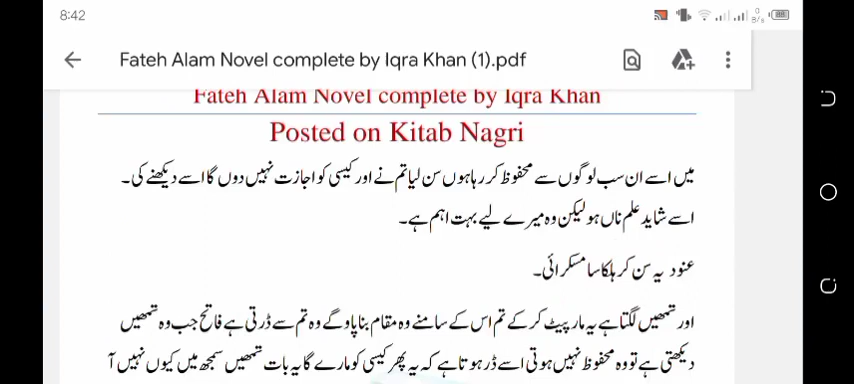 8:42
0
B/s
Fateh Alam Novel complete by Iqra Khan (1).pdf
Fateh Alam Novel complete by Iqra Khan
Posted on Kitab Nagri
میں اسے ان سب لوگوں سے محفوظ کر رہا ہوں سن لیا تم نے اور کیسی کو اجازت نہیں دوں گا اسے دیکھنے کی۔
اسے شاید علم ناں ہو لیکن وہ میرے لیے بہت اہم ہے۔
عنود یہ سن کر ہلکا سا مسکرائی۔
اور تمھیں لگتا ہے یہ مار پیٹ کر کے تم اس کے سامنے وہ مقام بنا پاو گے وہ تم سے ڈرتی ہے فاتح جب وہ تمھیں
دیکھتی ہے تو وہ محفوظ نہیں ہوتی اسے ڈر ہوتا ہے کہ یہ پھر کیسی کو مارے گا یہ بات تمھیں سمجھ میں کیوں نہیں آ